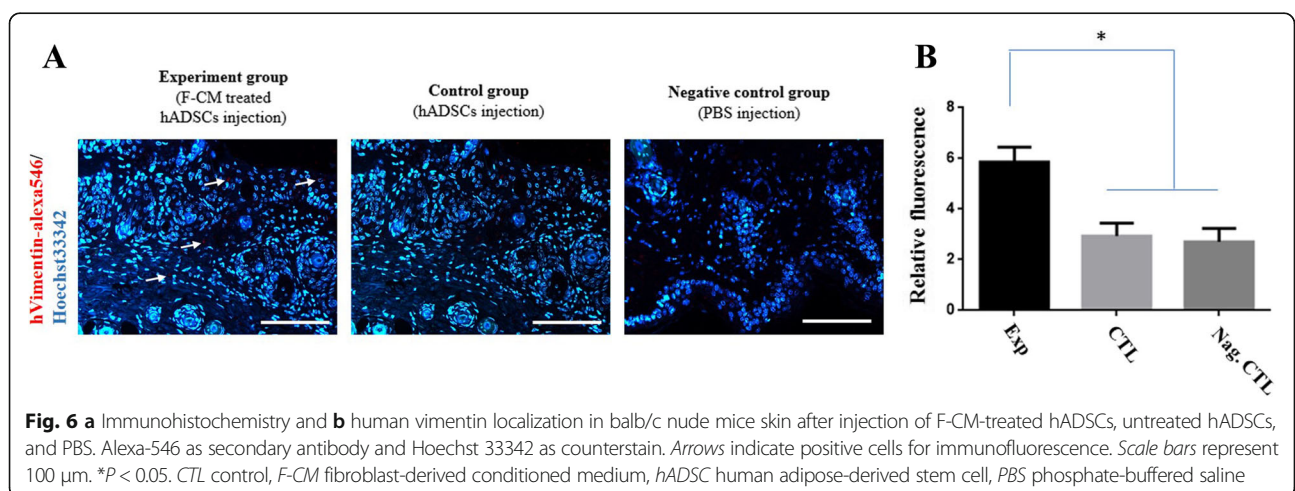 A
Experiment group
(F-CM treated
hADSCs injection)
Control group
(hADSCs injection)
Negative control group
(PBS injection)
hVimentin-alexa546/
Hoechst33342
B
*
Relative fluorescence
8
6
4
2
0
Exp
CTL
Nag. CTL
Fig. 6 a Immunohistochemistry and b human vimentin localization in balb/c nude mice skin after injection of F-CM-treated hADSCs, untreated hADSCs,
and PBS. Alexa-546 as secondary antibody and Hoechst 33342 as counterstain. Arrows indicate positive cells for immunofluorescence. Scale bars represent
100 μm. *P < 0.05. CTL control, F-CM fibroblast-derived conditioned medium, hADSC human adipose-derived stem cell, PBS phosphate-buffered saline